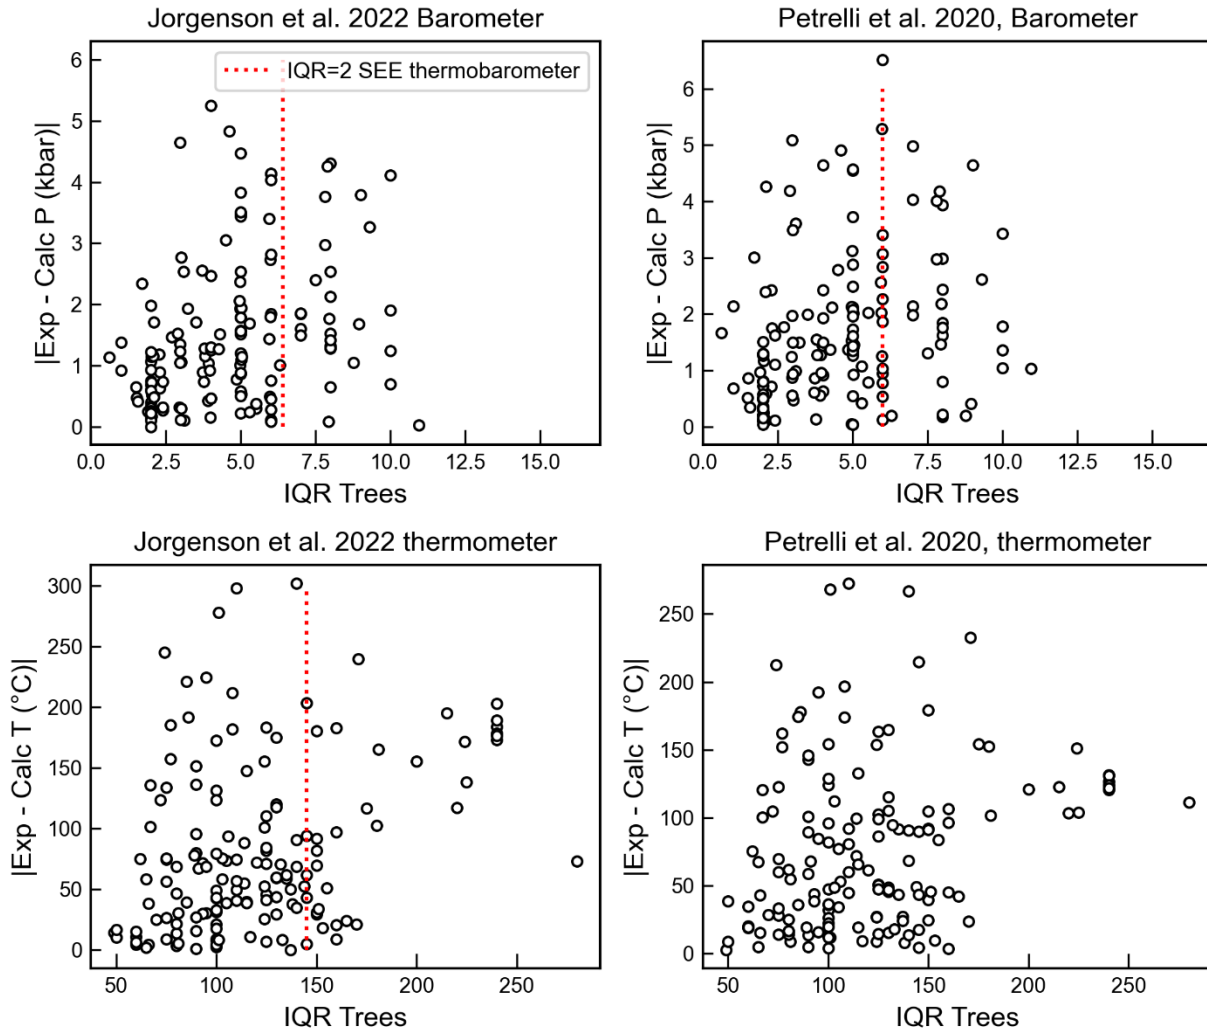 Jorgenson et al. 2022 Barometer
|Exp - Calc P (kbar)|
6
5
4
3
2
1
0
IQR=2 SEE thermobarometer
0.0 2.5 5.0 7.5 10.0 12.5 15.0
IQR Trees
Petrelli et al. 2020, Barometer
|Exp - Calc P (kbar)|
6
5
4
3
2
1
0
0.0 2.5 5.0 7.5 10.0 12.5 15.0
IQR Trees
Jorgenson et al. 2022 thermometer
|Exp - Calc T (°C)|
300
250
200
150
100
50
0
50 100 150 200 250
IQR Trees
Petrelli et al. 2020, thermometer
|Exp - Calc T (°C)|
250
200
150
100
50
0
50 100 150 200 250
IQR Trees